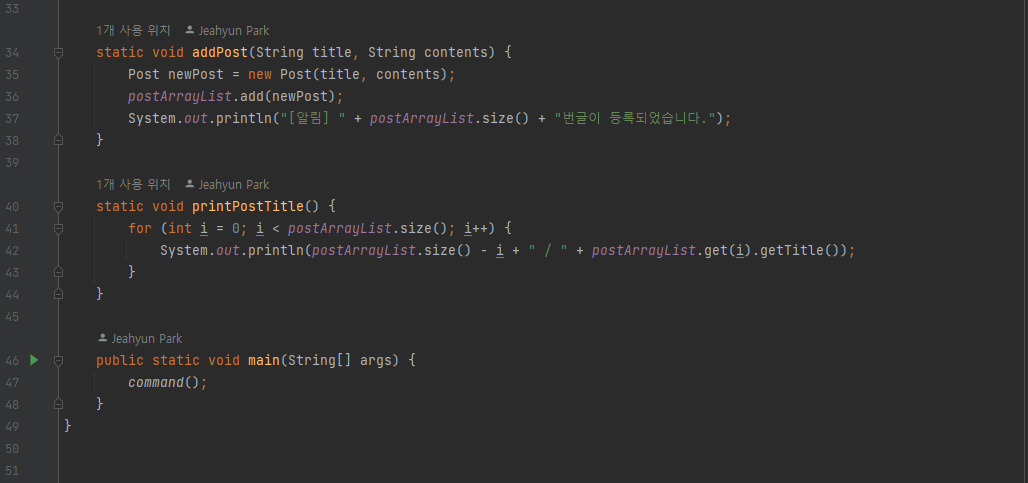 33
1개 사용 위치 Jeahyun Park
34 static void addPost(String title, String contents) {
35 Post newPost = new Post(title, contents);
36 postArrayList.add(newPost);
37 System.out.println("[알림] " + postArrayList.size() + "번글이 등록되었습니다.");
38 }
39
1개 사용 위치 Jeahyun Park
40 static void printPostTitle() {
41 for (int i = 0; i < postArrayList.size(); i++) {
42 System.out.println(postArrayList.size() - i + " / " + postArrayList.get(i).getTitle());
43 }
44 }
45
Jeahyun Park
46 public static void main(String[] args) {
47 command();
48 }
49 }
50
51